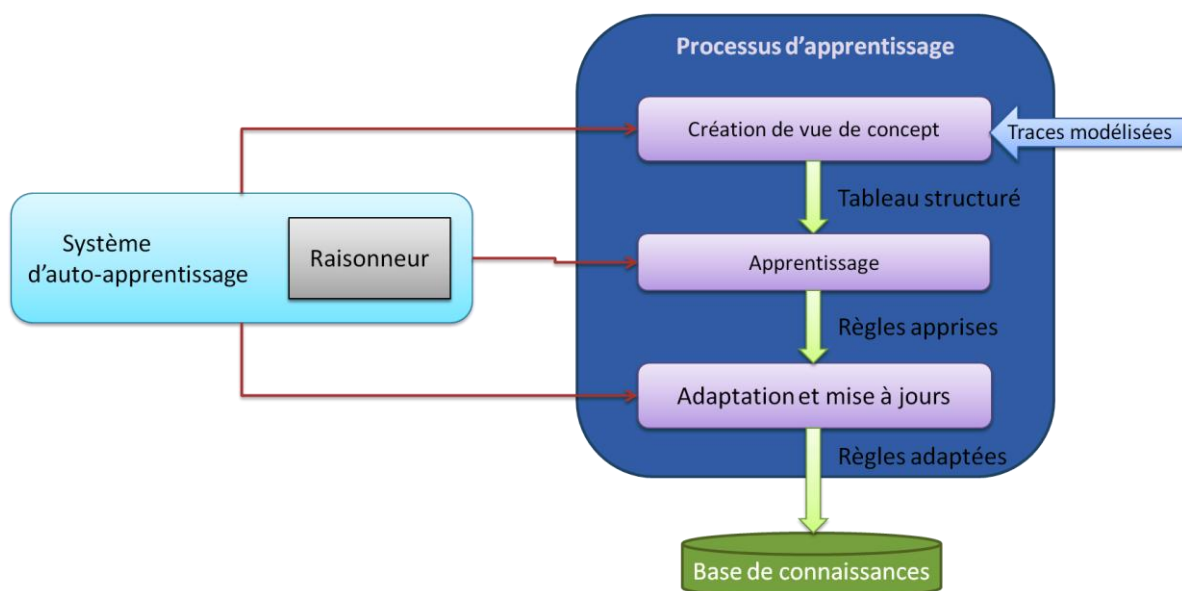 Processus d'apprentissage
Création de vue de concept
Traces modélisées
Tableau structuré
Système
d'auto-apprentissage
Raisonneur
Apprentissage
Règles apprises
Adaptation et mise à jours
Règles adaptées
Base de connaissances